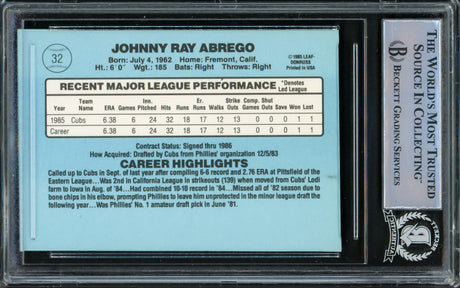 32
JOHNNY RAY ABREGO
Born: July 4, 1962 Home: Fremont, Calif.
Ht.: 6'0" Wgt.: 185 Bats: Right Throws: Right
© 1985 LEAF-
DONRUSS
Printed in USA
RECENT MAJOR LEAGUE PERFORMANCE
*Denotes
Led League
Team Inn. Er. Strike Comp. Shut
Year Name ERA Games Pitched Hits Runs Runs Walks Outs Games Outs Saves Won Lost
1985 Cubs 6.38 6 24 32 18 17 12 13 0 0 0 1 1
Career 6.38 6 24 32 18 17 12 13 0 0 0 1 1
Contract Status: Signed thru 1986
How Acquired: Drafted by Cubs from Phillies' organization 12/5/83
CAREER HIGHLIGHTS
Called up to Cubs in Sept. of last year after compiling 6-6 record and 2.76 ERA at Pittsfield of the
Eastern League ... Was 2nd in California League in strikeouts (139) when moved from Cubs' Lodi
farm to Iowa in Aug. of '84 ... Had combined 10-16 record in '84 ... Missed all of '82 season due to
bone chips in his elbow, prompting Phillies to leave him unprotected in the minor league draft the
following year ... Was Phillies' No. 1 amateur draft pick in June '81.
THE WORLD'S MOST TRUSTED
SOURCE IN COLLECTING™
BECKETT GRADING SERVICES
BECKETT
B